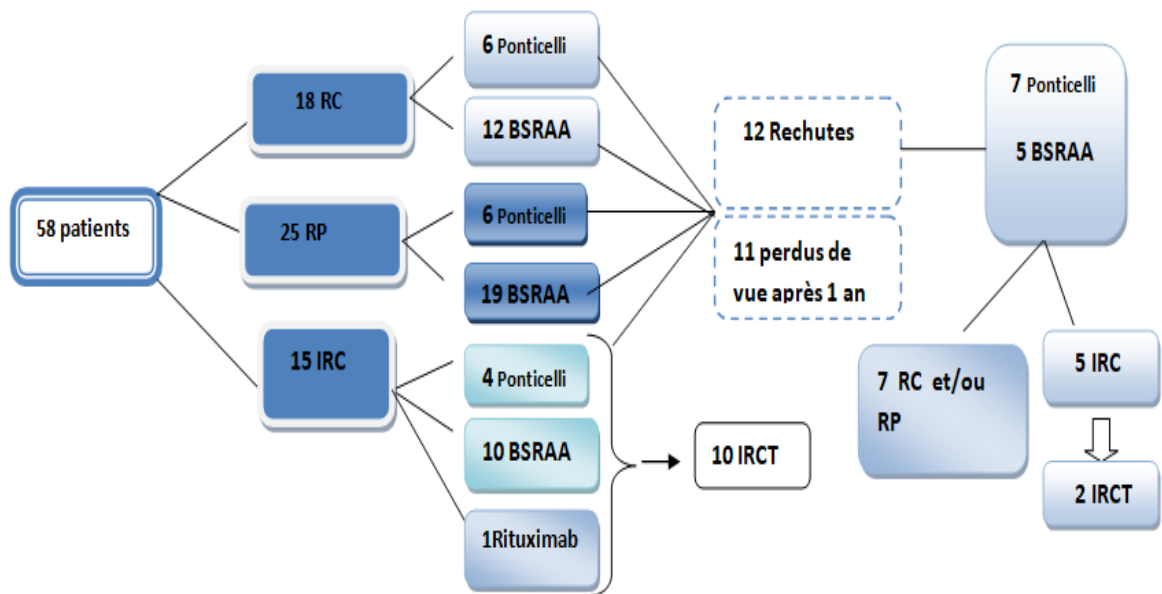 58 patients
18 RC
25 RP
15 IRC
6 Ponticelli
12 BSRAA
6 Ponticelli
19 BSRAA
4 Ponticelli
10 BSRAA
1Rituximab
10 IRCT
12 Rechutes
11 perdus de
vue après 1 an
7 Ponticelli
5 BSRAA
7 RC et/ou
RP
5 IRC
2 IRCT